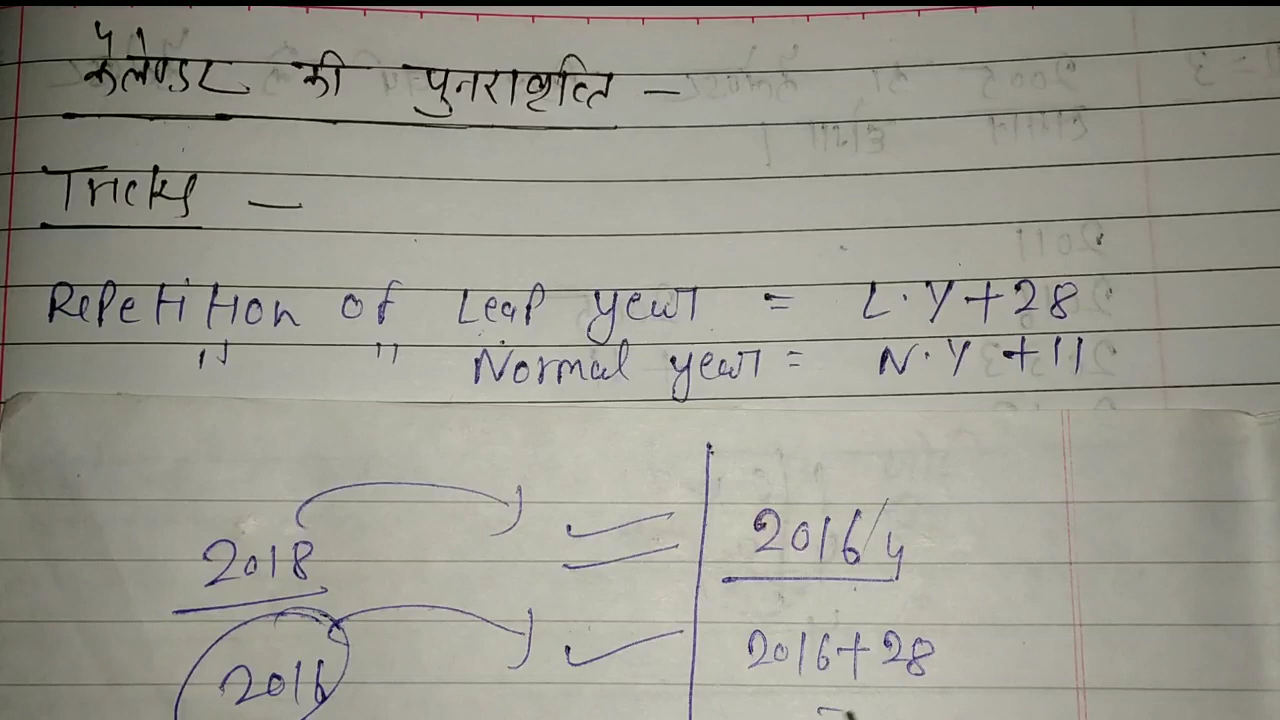 कैलेण्डर की पुनरावृत्ति -
Tricks -
Repetition of Leap year = L.Y+28
" " Normal year = N.Y +11
2018
2016/4
2016
2016+28